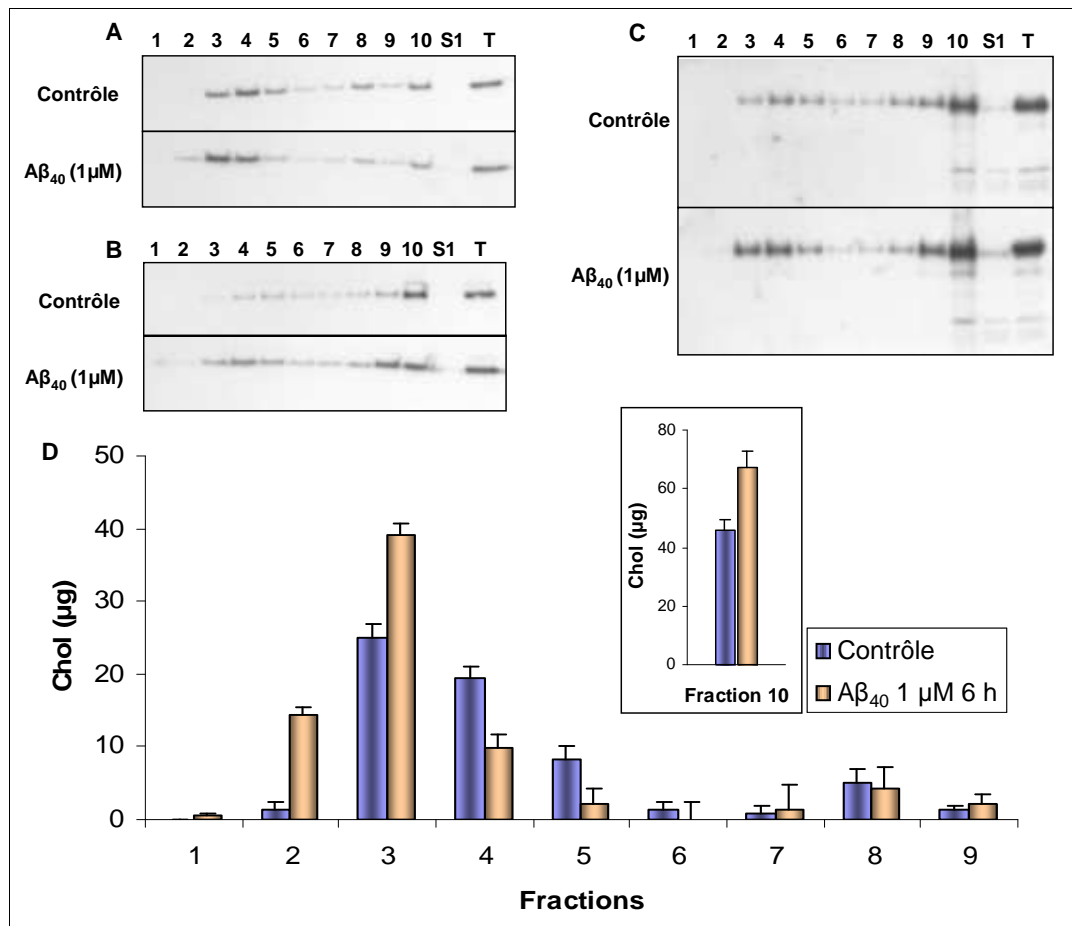 A
1 2 3 4 5 6 7 8 9 10 S1 T
Contrôle
Aβ₄₀ (1µM)
B
1 2 3 4 5 6 7 8 9 10 S1 T
Contrôle
Aβ₄₀ (1µM)
C
1 2 3 4 5 6 7 8 9 10 S1 T
Contrôle
Aβ₄₀ (1µM)
D
Chol (µg)
50
40
30
20
10
0
1 2 3 4 5 6 7 8 9
Fractions
Chol (µg)
80
60
40
20
0
Fraction 10
Contrôle
Aβ₄₀ 1 µM 6 h